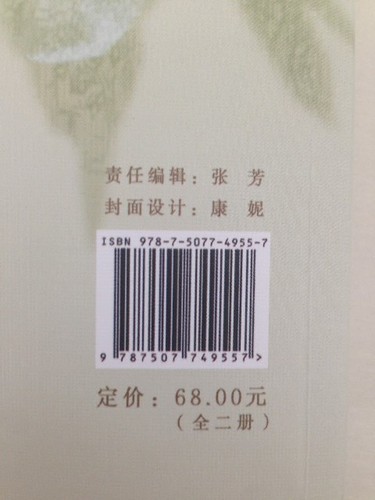 责任编辑：张 芳
封面设计：康 妮
ISBN 978-7-5077-4955-7
9 787507 749557>
定价：68.00元
（全二册）